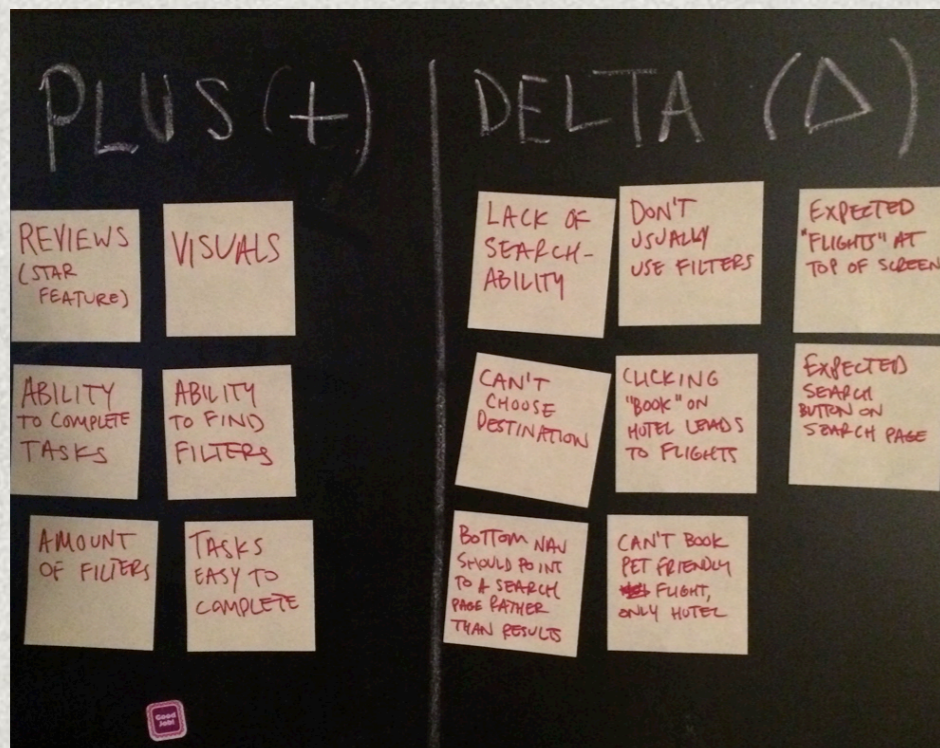 PLUS (+)
DELTA (Δ)
REVIEWS
(STAR
FEATURE)
VISUALS
ABILITY
TO COMPLETE
TASKS
ABILITY
TO FIND
FILTERS
AMOUNT
OF FILTERS
TASKS
EASY TO
COMPLETE
Good
Job!
LACK OF
SEARCH-
ABILITY
DON'T
USUALLY
USE FILTERS
EXPECTED
"FLIGHTS" AT
TOP OF SCREEN
CAN'T
CHOOSE
DESTINATION
CLICKING
"BOOK" ON
HOTEL LEADS
TO FLIGHTS
EXPECTED
SEARCH
BUTTON ON
SEARCH PAGE
BOTTOM NAV
SHOULD POINT
TO A SEARCH
PAGE RATHER
THAN RESULTS
CAN'T BOOK
PET FRIENDLY
FLIGHT,
ONLY HOTEL